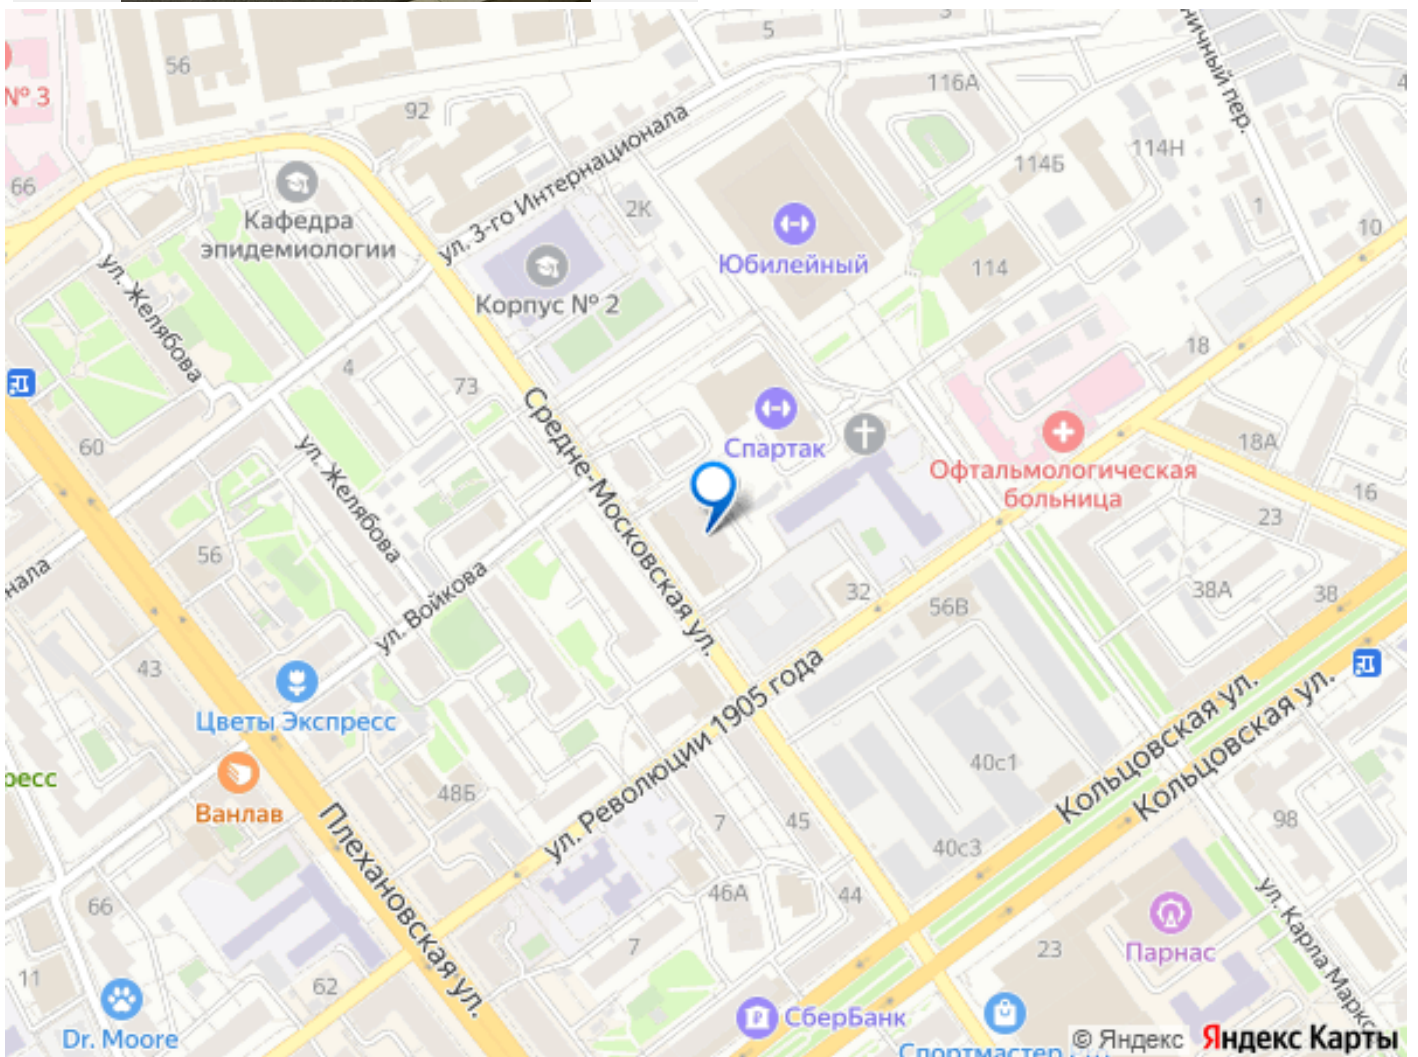 5
3
ничный пер.
56
116А
№ 3
92
ул. 3-го Интернационала
114Б
114Н
66
Кафедра
эпидемиологии
2К
1
10
Юбилейный
114
Корпус № 2
ул. Желябова
4
73
18
Средне-Московская ул.
60
ул. Желябова
Спартак
18А
Офтальмологическая
больница
16
23
56
нала
ул. Войкова
32
56В
38А
38
43
Цветы Экспресс
ул. Революции 1905 года
Кольцовская ул.
Кольцовская ул.
ресс
Ванлав
48Б
40с1
Плехановская ул.
7
45
98
40с3
46А
44
66
ул. Карла Маркса
7
23
Парнас
11
62
Dr. Moore
СберБанк
Спортмастер
© Яндекс Яндекс Карты